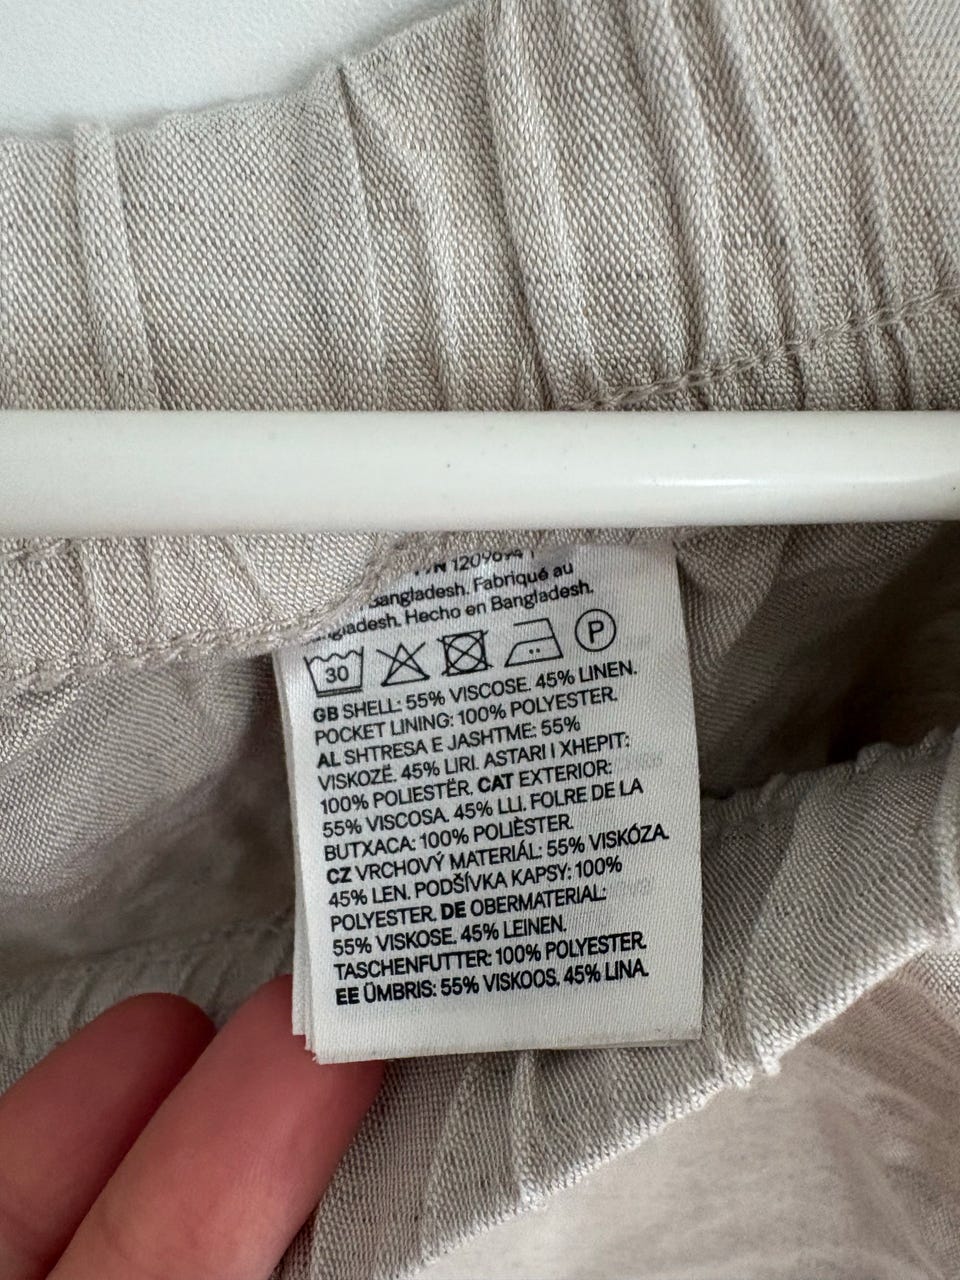 Bangladesh. Fabriqué au
Bangladesh. Hecho en Bangladesh.
30 P
GB SHELL: 55% VISCOSE. 45% LINEN.
POCKET LINING: 100% POLYESTER.
AL SHTRESA E JASHTME: 55%
VISKOZË. 45% LIRI. ASTARI I XHEPIT:
100% POLIESTËR. CAT EXTERIOR:
55% VISCOSA. 45% LLI. FOLRE DE LA
BUTXACA: 100% POLIÈSTER.
CZ VRCHOVÝ MATERIÁL: 55% VISKÓZA.
45% LEN. PODŠÍVKA KAPSY: 100%
POLYESTER. DE OBERMATERIAL:
55% VISKOSE. 45% LEINEN.
TASCHENFUTTER: 100% POLYESTER.
EE ÜMBRIS: 55% VISKOOS. 45% LINA.